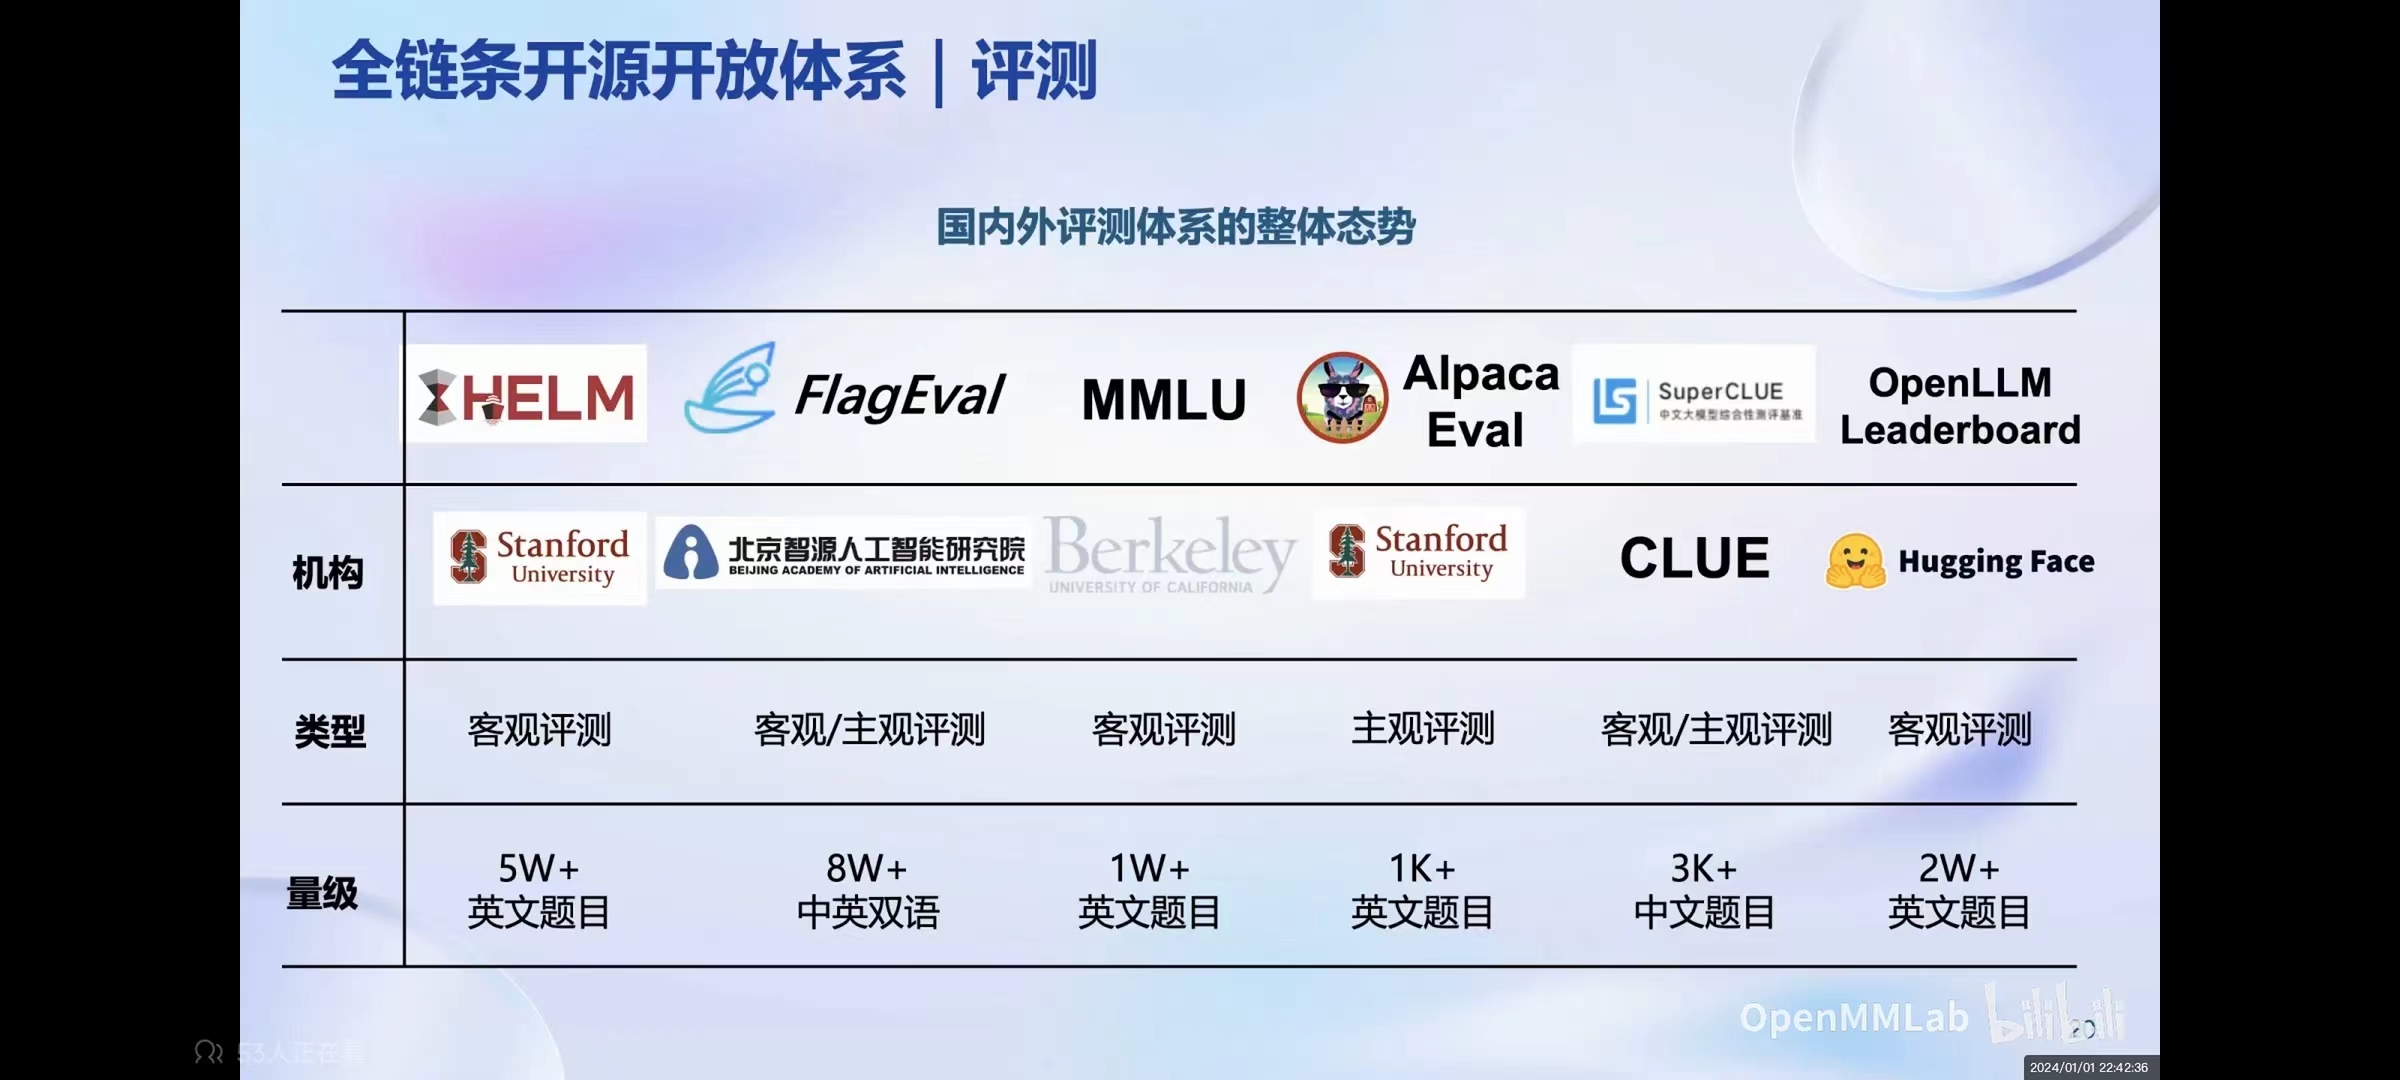 全链条开源开放体系｜评测
国内外评测体系的整体态势
HELM
FlagEval
MMLU
Alpaca
Eval
SuperCLUE
中文大模型综合性测评基准
OpenLLM
Leaderboard
机构
Stanford
University
北京智源人工智能研究院
BEIJING ACADEMY OF ARTIFICIAL INTELLIGENCE
Berkeley
UNIVERSITY OF CALIFORNIA
Stanford
University
CLUE
Hugging Face
类型
客观评测
客观/主观评测
客观评测
主观评测
客观/主观评测
客观评测
量级
5W+
英文题目
8W+
中英双语
1W+
英文题目
1K+
英文题目
3K+
中文题目
2W+
英文题目
OpenMMLab
bilibili
20
53人正在看
2024/01/01 22:42:36